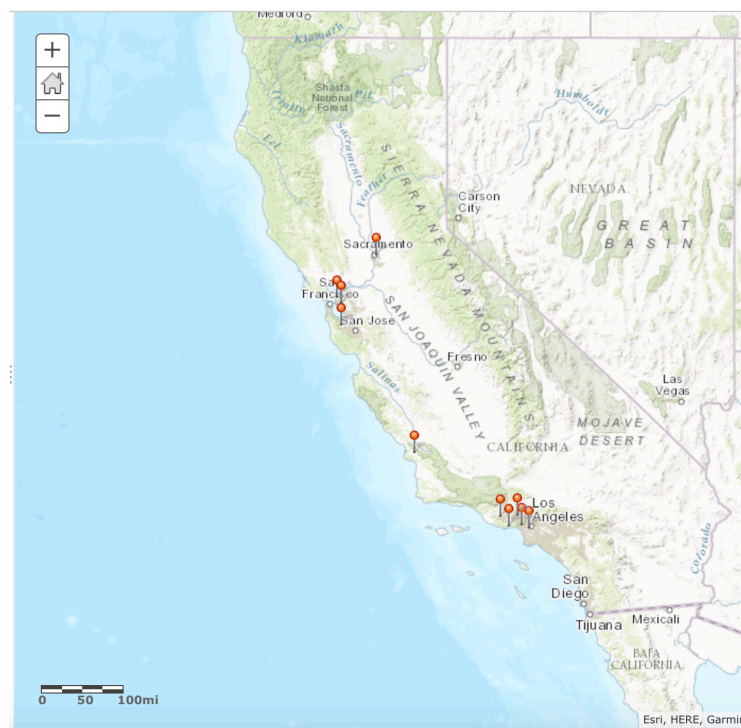 Medford
Klamath
+
Shasta
National
Forest
Pit
Trinity
Humboldt
−
Eel
Sacramento
Feather
SIERRA NEVADA MOUNTAINS
Carson
City
NEVADA
GREAT
BASIN
Sacramento
San
Francisco
San Jose
SAN JOAQUIN VALLEY
Fresno
Salinas
Las
Vegas
MOJAVE
DESERT
CALIFORNIA
Los
Angeles
Colorado
San
Diego
Tijuana
Mexicali
BAJA
CALIFORNIA
0 50 100mi
Esri, HERE, Garmi